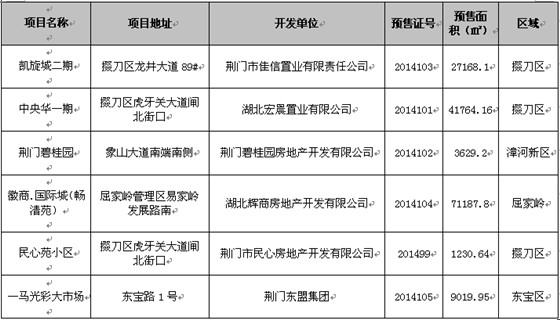 项目名称 项目地址 开发单位 预售证号 预售面 区域
积(㎡)
凯旋城二期 掇刀区龙井大道 89# 荆门市佳信置业有限责任公司 2014103 27168.1 掇刀区
中央华一期 掇刀区虎牙关大道闸 湖北宏晨置业有限公司 2014101 41764.16 掇刀区
北街口
荆门碧桂园 象山大道南端南侧 荆门碧桂园房地产开发有限公司 2014102 3629.2 漳河新区
徽商.国际城(畅 屈家岭管理区易家岭 湖北辉商房地产开发有限公司 2014104 71187.8 屈家岭
清苑) 发展路南
民心苑小区 掇刀区虎牙关大道闸 荆门市民心房地产开发有限公司 201499 1230.64 掇刀区
北街口
一马光彩大市场 东宝路 1 号 荆门东盟集团 2014105 9019.95 东宝区